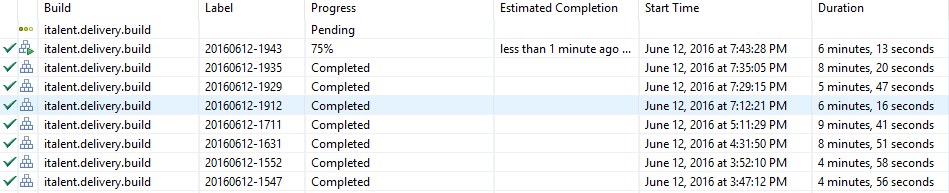 Build Label Progress Estimated Completion Start Time Duration
italent.delivery.build Pending
italent.delivery.build 20160612-1943 75% less than 1 minute ago ... June 12, 2016 at 7:43:28 PM 6 minutes, 13 seconds
italent.delivery.build 20160612-1935 Completed June 12, 2016 at 7:35:05 PM 8 minutes, 20 seconds
italent.delivery.build 20160612-1929 Completed June 12, 2016 at 7:29:15 PM 5 minutes, 47 seconds
italent.delivery.build 20160612-1912 Completed June 12, 2016 at 7:12:21 PM 6 minutes, 16 seconds
italent.delivery.build 20160612-1711 Completed June 12, 2016 at 5:11:29 PM 9 minutes, 41 seconds
italent.delivery.build 20160612-1631 Completed June 12, 2016 at 4:31:50 PM 8 minutes, 51 seconds
italent.delivery.build 20160612-1552 Completed June 12, 2016 at 3:52:10 PM 4 minutes, 58 seconds
italent.delivery.build 20160612-1547 Completed June 12, 2016 at 3:47:12 PM 4 minutes, 56 seconds